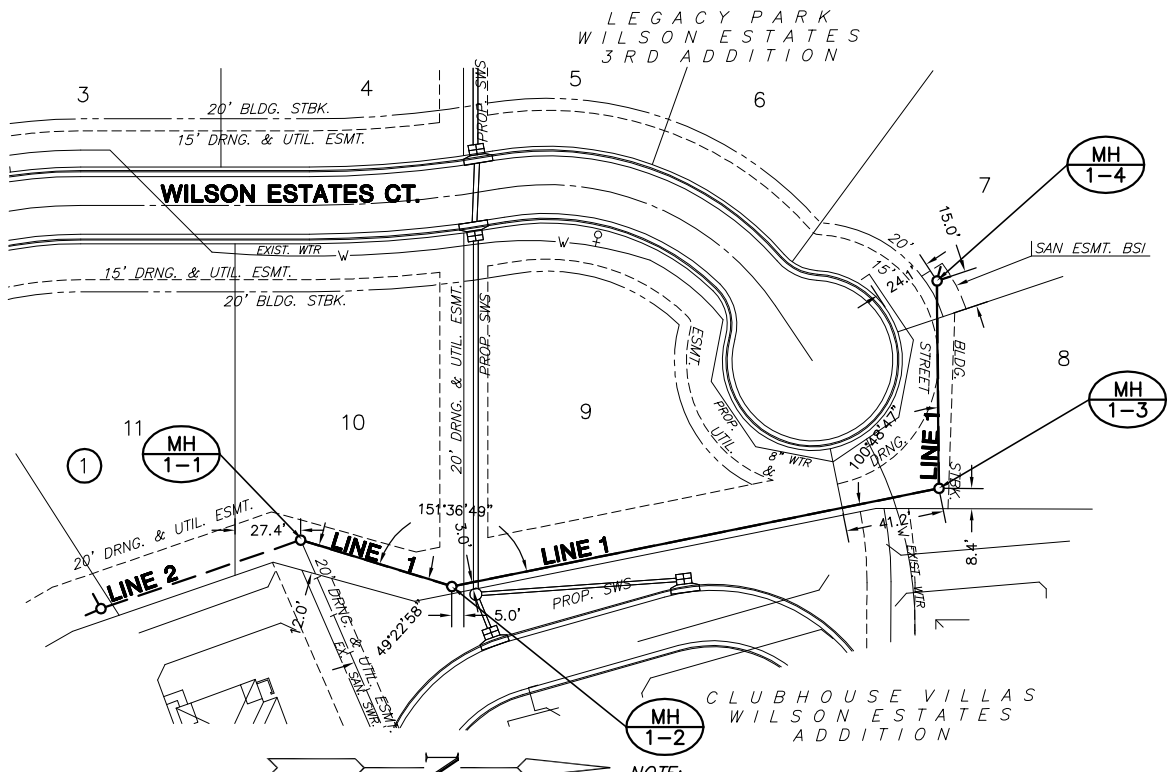 LEGACY PARK
WILSON ESTATES
3RD ADDITION
3
4
5
6
7
8
9
10
11
1
20' BLDG. STBK.
15' DRNG. & UTIL. ESMT.
WILSON ESTATES CT.
EXIST. WTR
W
W
15' DRNG. & UTIL. ESMT.
20' BLDG. STBK.
PROP. SWS
PROP. SWS
20' DRNG. & UTIL. ESMT.
MH
1-4
15.0'
20'
15'
24.1'
SAN ESMT. BSI
STREET
BLDG.
STBK.
ESMT.
UTIL. &
DRNG.
PROP.
8" WTR
100°48'47"
LINE 1
MH
1-3
41.2'
8.4'
W EXIST WTR
MH
1-1
20' DRNG. & UTIL. ESMT.
27.4'
LINE 1
151°36'49"
3.0'
LINE 1
LINE 2
12.0'
20' DRNG. & UTIL. ESMT.
EX. SAN. SWR.
49°22'58"
5.0'
PROP. SWS
MH
1-2
CLUBHOUSE VILLAS
WILSON ESTATES
ADDITION
N
NOTE: